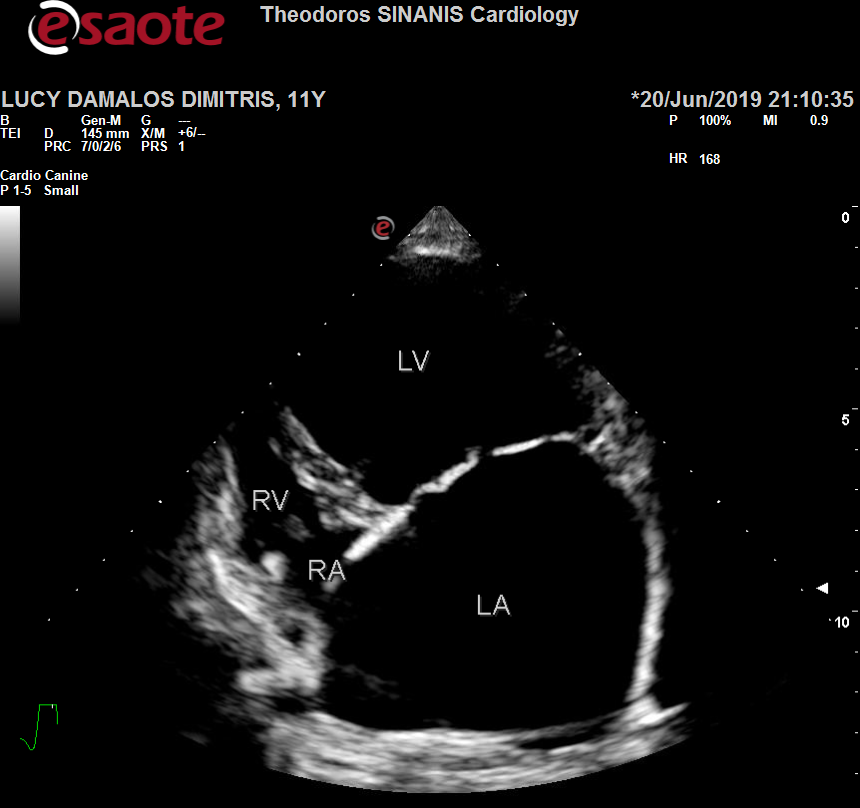 esaote
Theodoros SINANIS Cardiology
LUCY DAMALOS DIMITRIS, 11Y *20/Jun/2019 21:10:35
B Gen-M G --- P 100% MI 0.9
TEI D 145 mm X/M +6/--
PRC 7/0/2/6 PRS 1
HR 168
Cardio Canine
P 1-5 Small
0
e
LV
5
RV
RA
LA
10